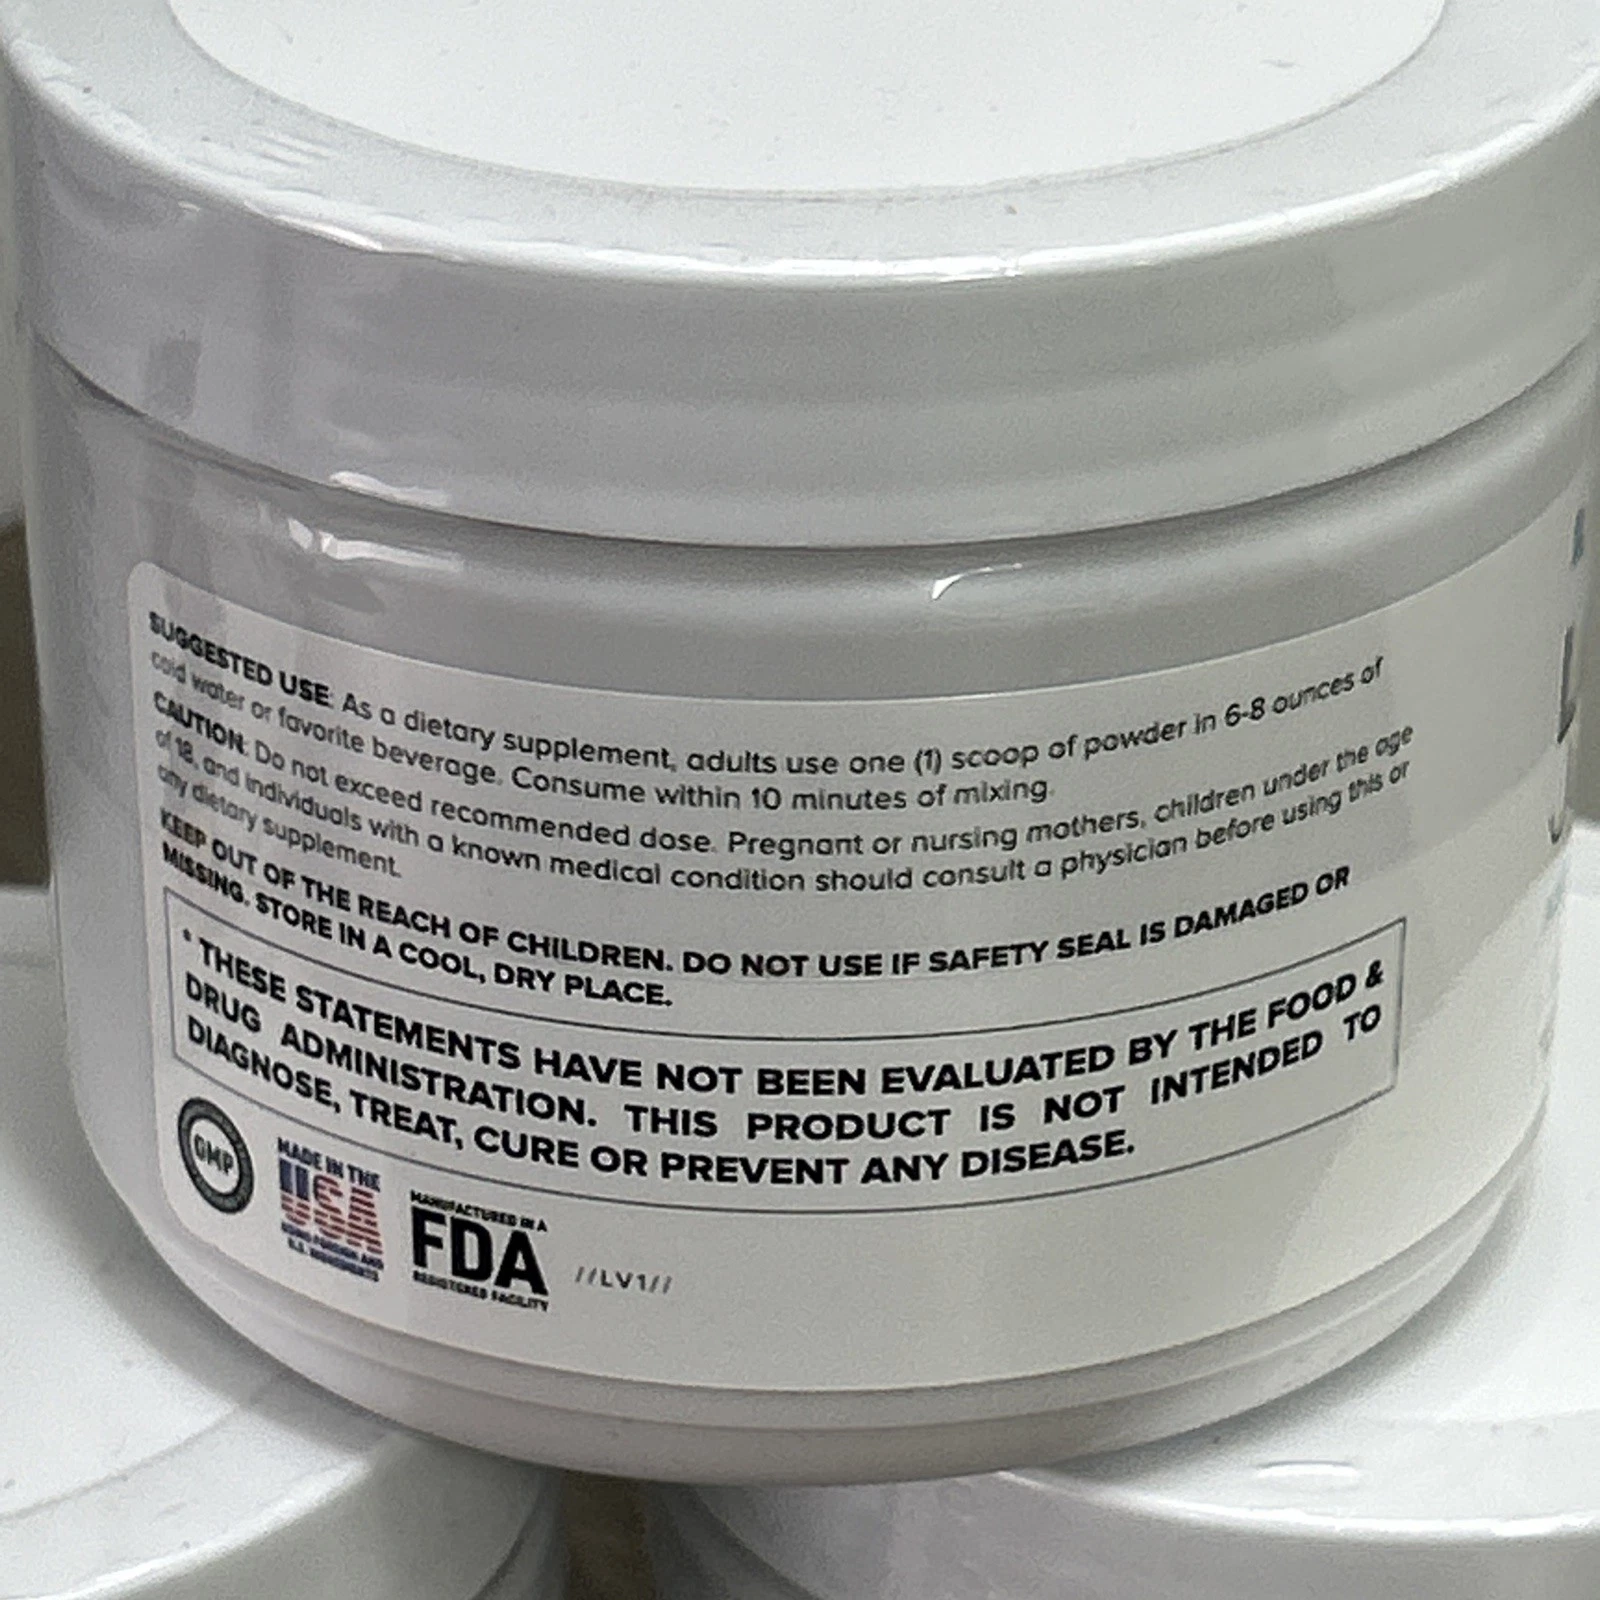 SUGGESTED USE: As a dietary supplement, adults use one (1) scoop of powder in 6-8 ounces of
cold water or favorite beverage. Consume within 10 minutes of mixing.
CAUTION: Do not exceed recommended dose. Pregnant or nursing mothers, children under the age
of 18, and individuals with a known medical condition should consult a physician before using this or
any dietary supplement.
KEEP OUT OF THE REACH OF CHILDREN. DO NOT USE IF SAFETY SEAL IS DAMAGED OR
MISSING. STORE IN A COOL, DRY PLACE.
* THESE STATEMENTS HAVE NOT BEEN EVALUATED BY THE FOOD &
DRUG ADMINISTRATION. THIS PRODUCT IS NOT INTENDED TO
DIAGNOSE, TREAT, CURE OR PREVENT ANY DISEASE.
GMP
MADE IN THE
USA
FOREIGN AND
U.S. INGREDIENTS
MANUFACTURED IN A
FDA
REGISTERED FACILITY
//LV1//